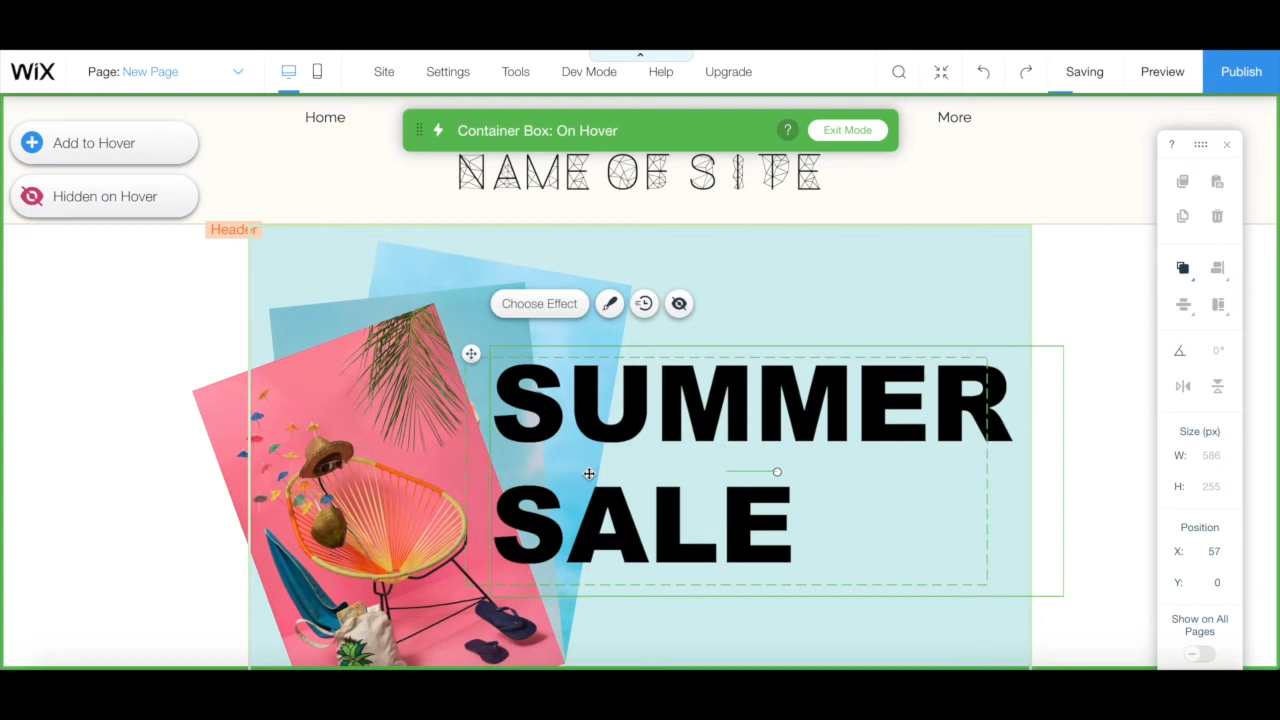 WiX Page: New Page Site Settings Tools Dev Mode Help Upgrade Saving Preview Publish
Home More
Container Box: On Hover ? Exit Mode
Add to Hover
NAME OF SITE
Hidden on Hover
Header
Choose Effect
SUMMER
SALE
?
0°
Size (px)
W: 586
H: 255
Position
X: 57
Y: 0
Show on All
Pages